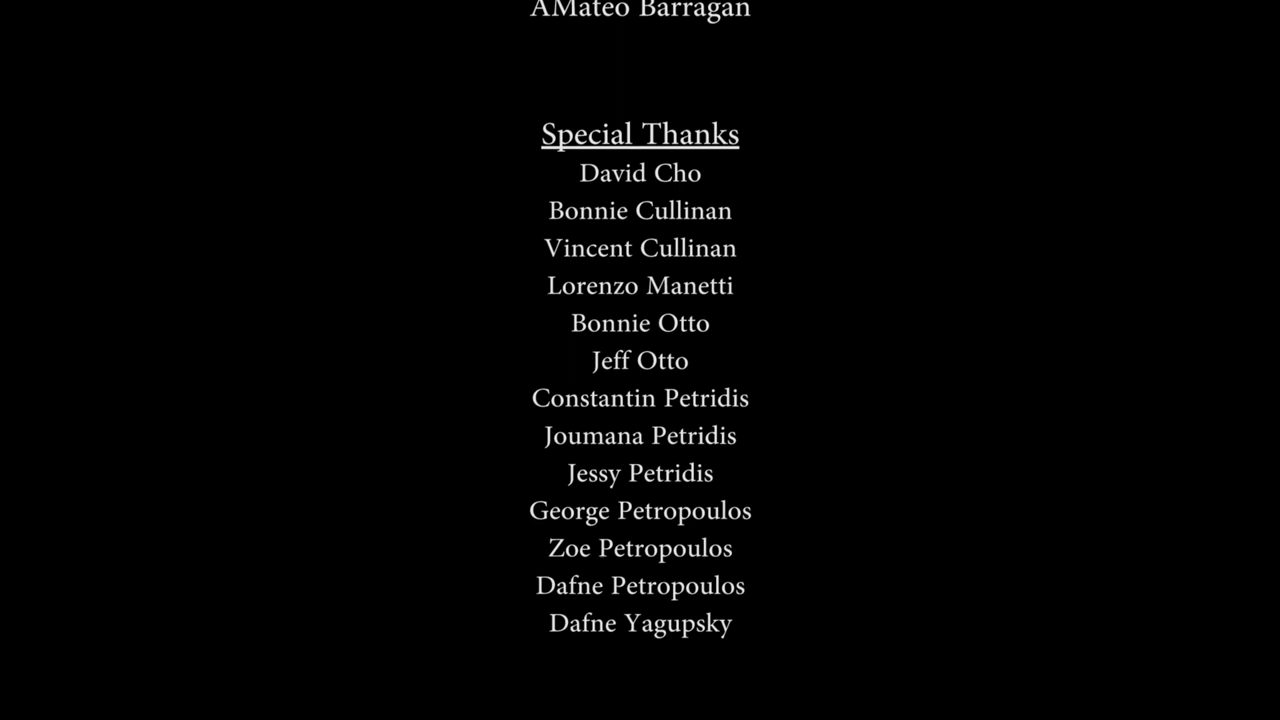 AMateo Barragan
Special Thanks
David Cho
Bonnie Cullinan
Vincent Cullinan
Lorenzo Manetti
Bonnie Otto
Jeff Otto
Constantin Petridis
Joumana Petridis
Jessy Petridis
George Petropoulos
Zoe Petropoulos
Dafne Petropoulos
Dafne Yagupsky